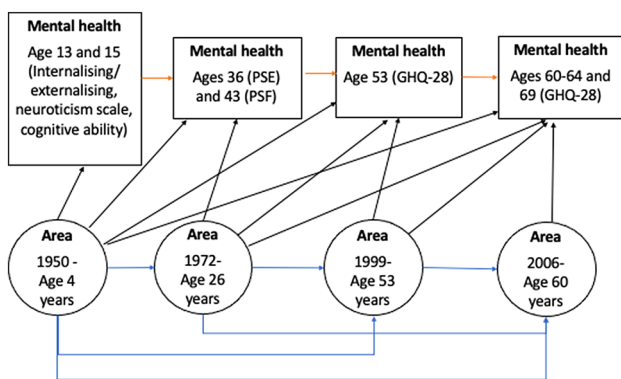 Mental health
Age 13 and 15
(Internalising/
externalising,
neuroticism scale,
cognitive ability)
Mental health
Ages 36 (PSE)
and 43 (PSF)
Mental health
Age 53 (GHQ-28)
Mental health
Ages 60-64 and
69 (GHQ-28)
Area
1950 -
Age 4
years
Area
1972-
Age 26
years
Area
1999-
Age 53
years
Area
2006-
Age 60
years